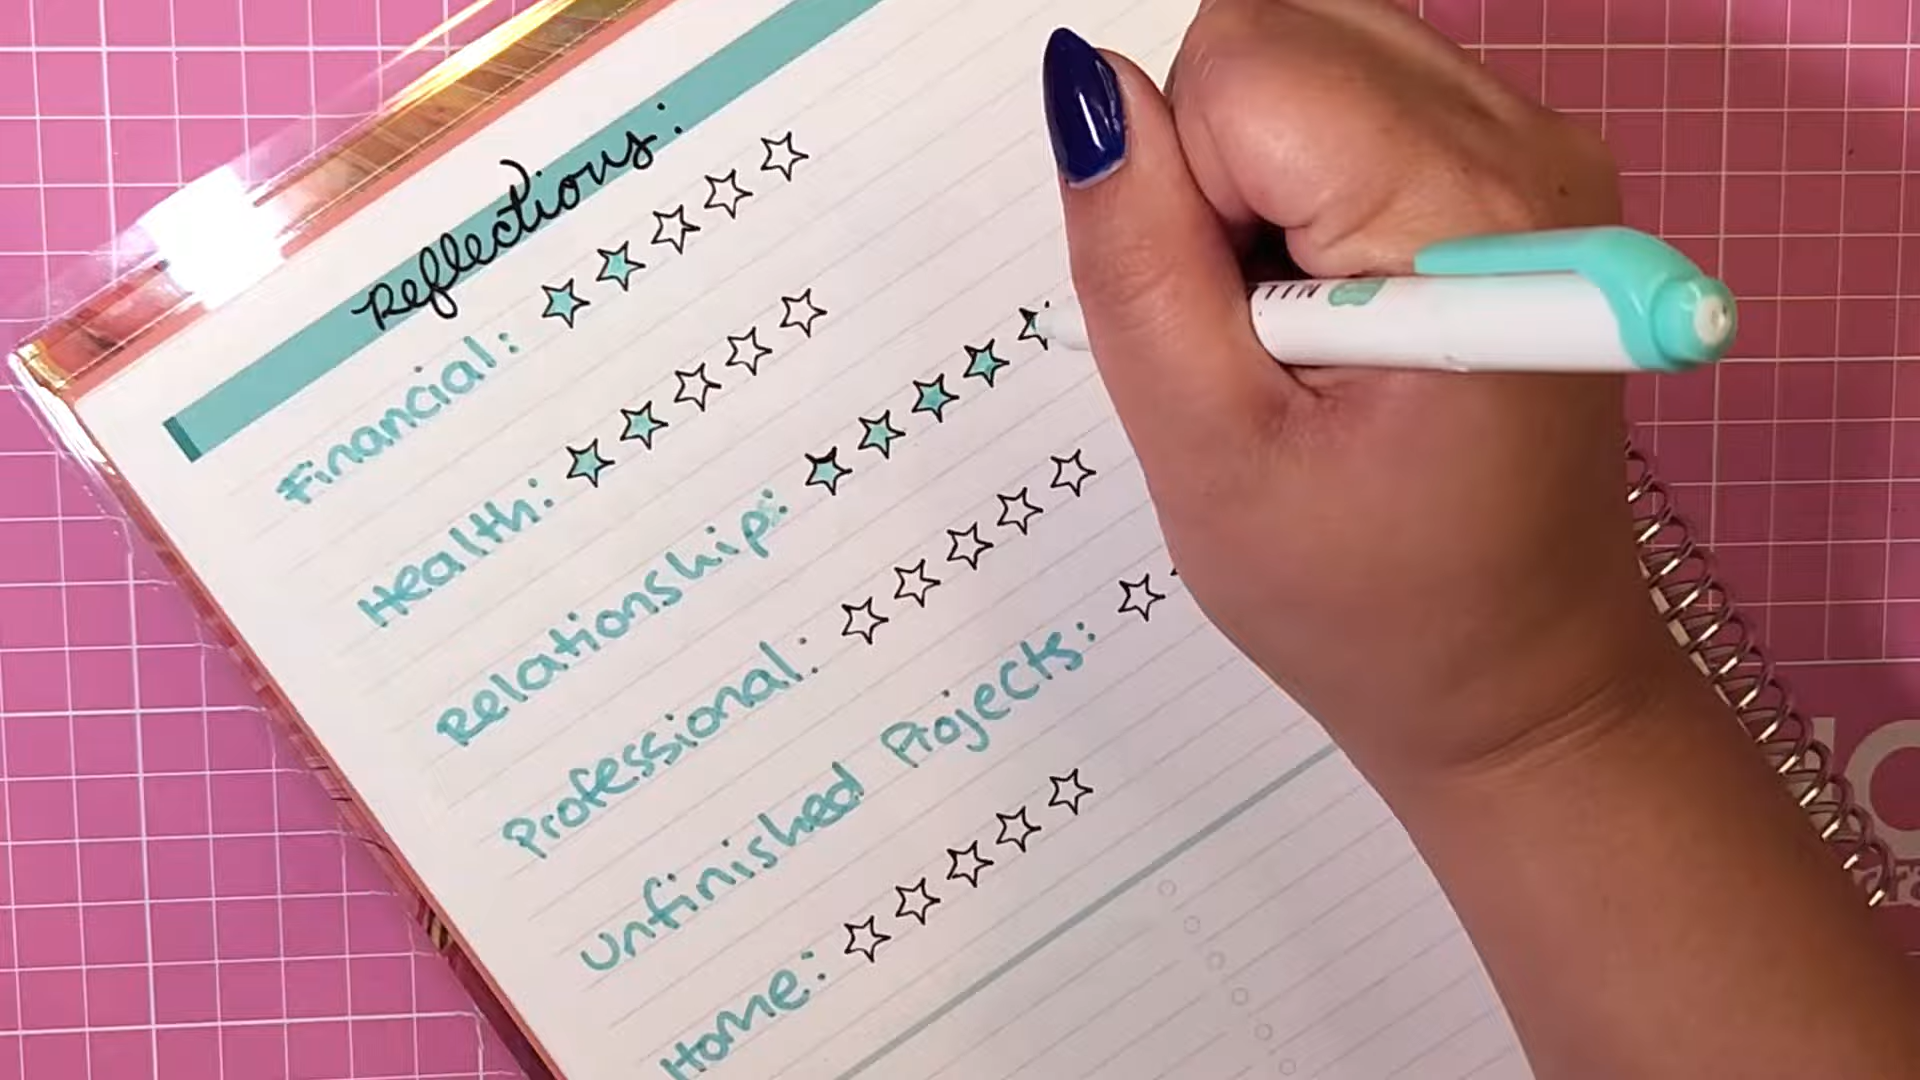 Reflections:
Financial:
Health:
Relationship:
Professional:
Unfinished Projects:
Home: